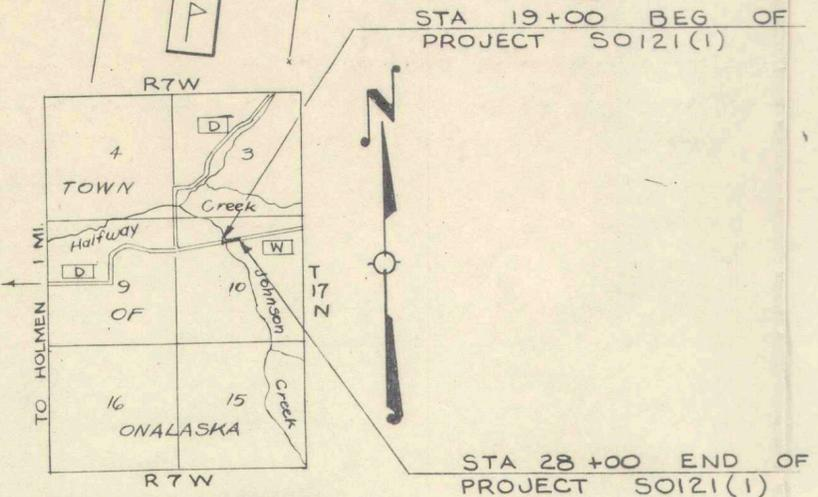 STA 19+00 BEG OF
PROJECT SO121(1)
P
R7W
N
D
4
3
TOWN
Creek
Halfway
W
D
TO HOLMEN 1 MI.
9
10
Johnson
T
17
N
OF
16
15
Creek
ONALASKA
R7W
STA 28+00 END OF
PROJECT SO121(1)